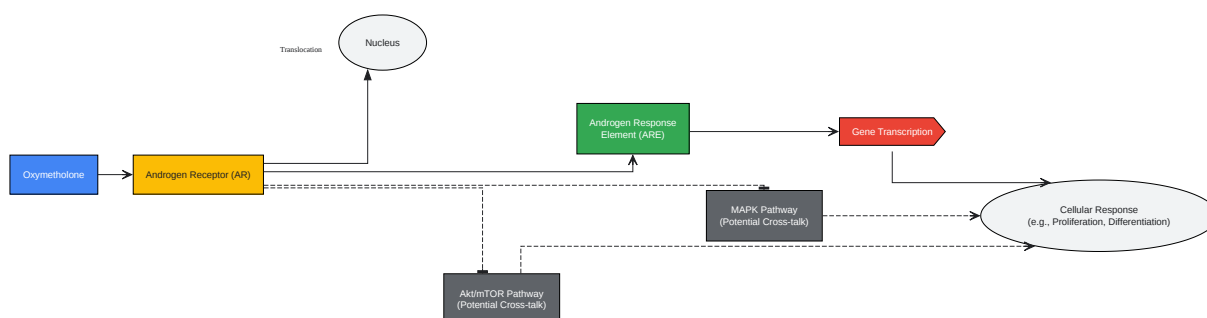 Translocation
Nucleus
Androgen Response
Element (ARE)
Gene Transcription
Oxymetholone
Androgen Receptor (AR)
MAPK Pathway
(Potential Cross-talk)
Cellular Response
(e.g., Proliferation, Differentiation)
Akt/mTOR Pathway
(Potential Cross-talk)